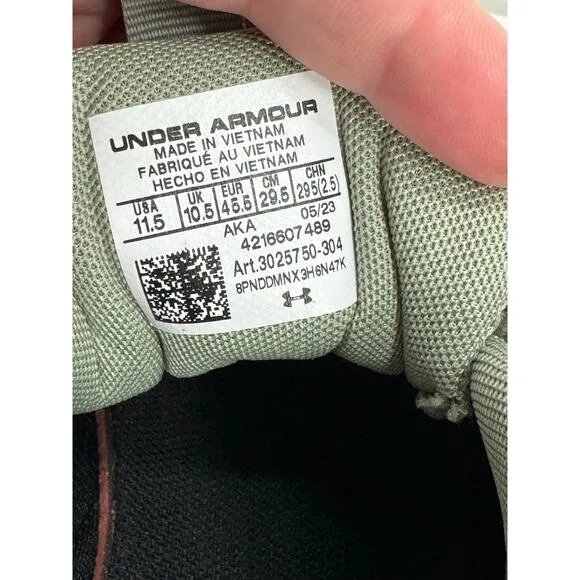 UNDER ARMOUR
MADE IN VIETNAM
FABRIQUÉ AU VIETNAM
HECHO EN VIETNAM
USA UK EUR CM CHN
11.5 10.5 45.5 29.5 295(2.5)
AKA 05/23
4216607489
Art.3025750-304
8PNDDMNX3H6N47K